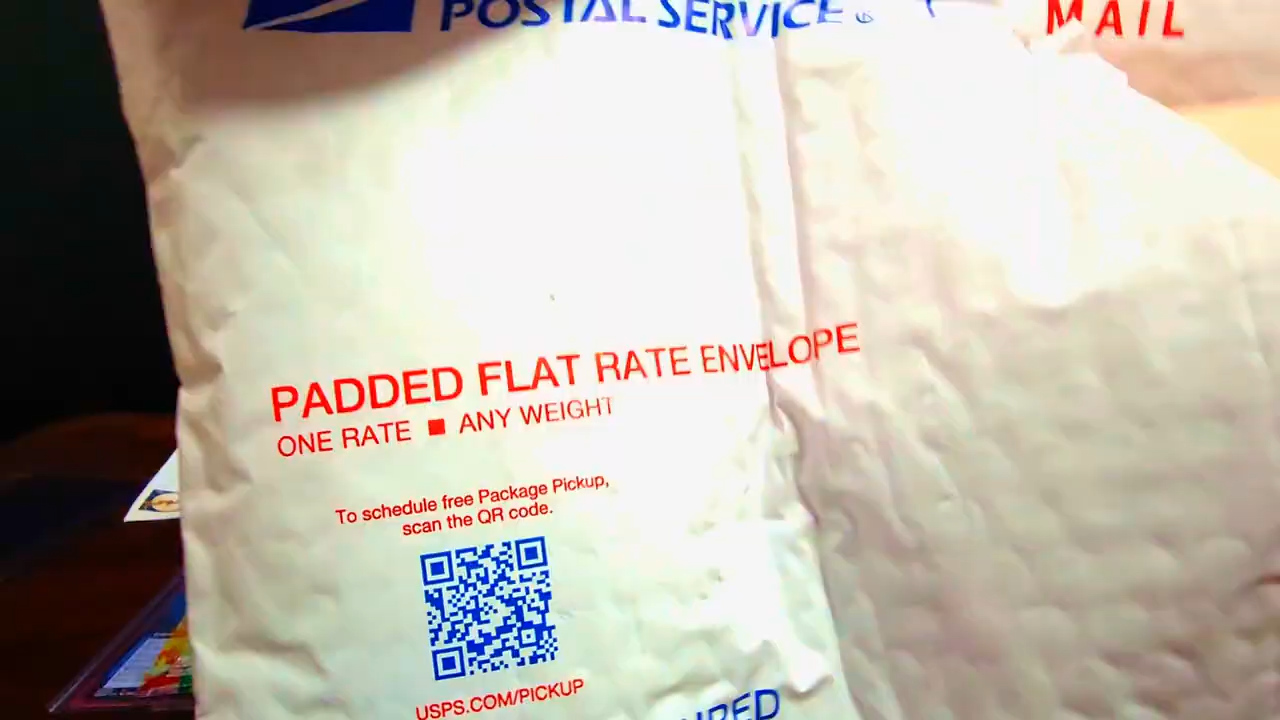 POSTAL SERVICE®
MAIL
PADDED FLAT RATE ENVELOPE
ONE RATE ■ ANY WEIGHT
To schedule free Package Pickup,
scan the QR code.
USPS.COM/PICKUP